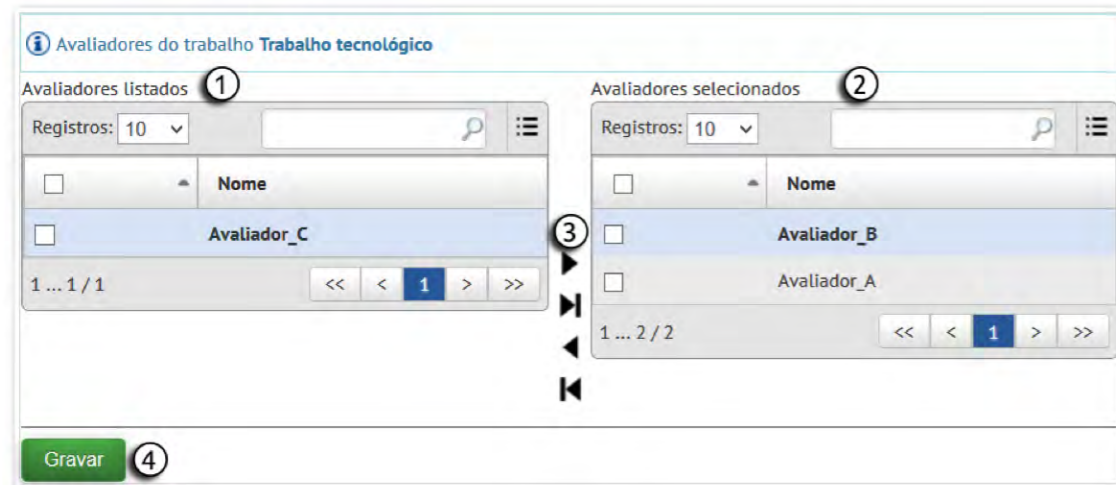 Avaliadores do trabalho Trabalho tecnológico
Avaliadores listados 1
Registros: 10
Nome
Avaliador_C
1 ... 1 / 1 << < 1 > >>
3
Avaliadores selecionados 2
Registros: 10
Nome
Avaliador_B
Avaliador_A
1 ... 2 / 2 << < 1 > >>
Gravar 4